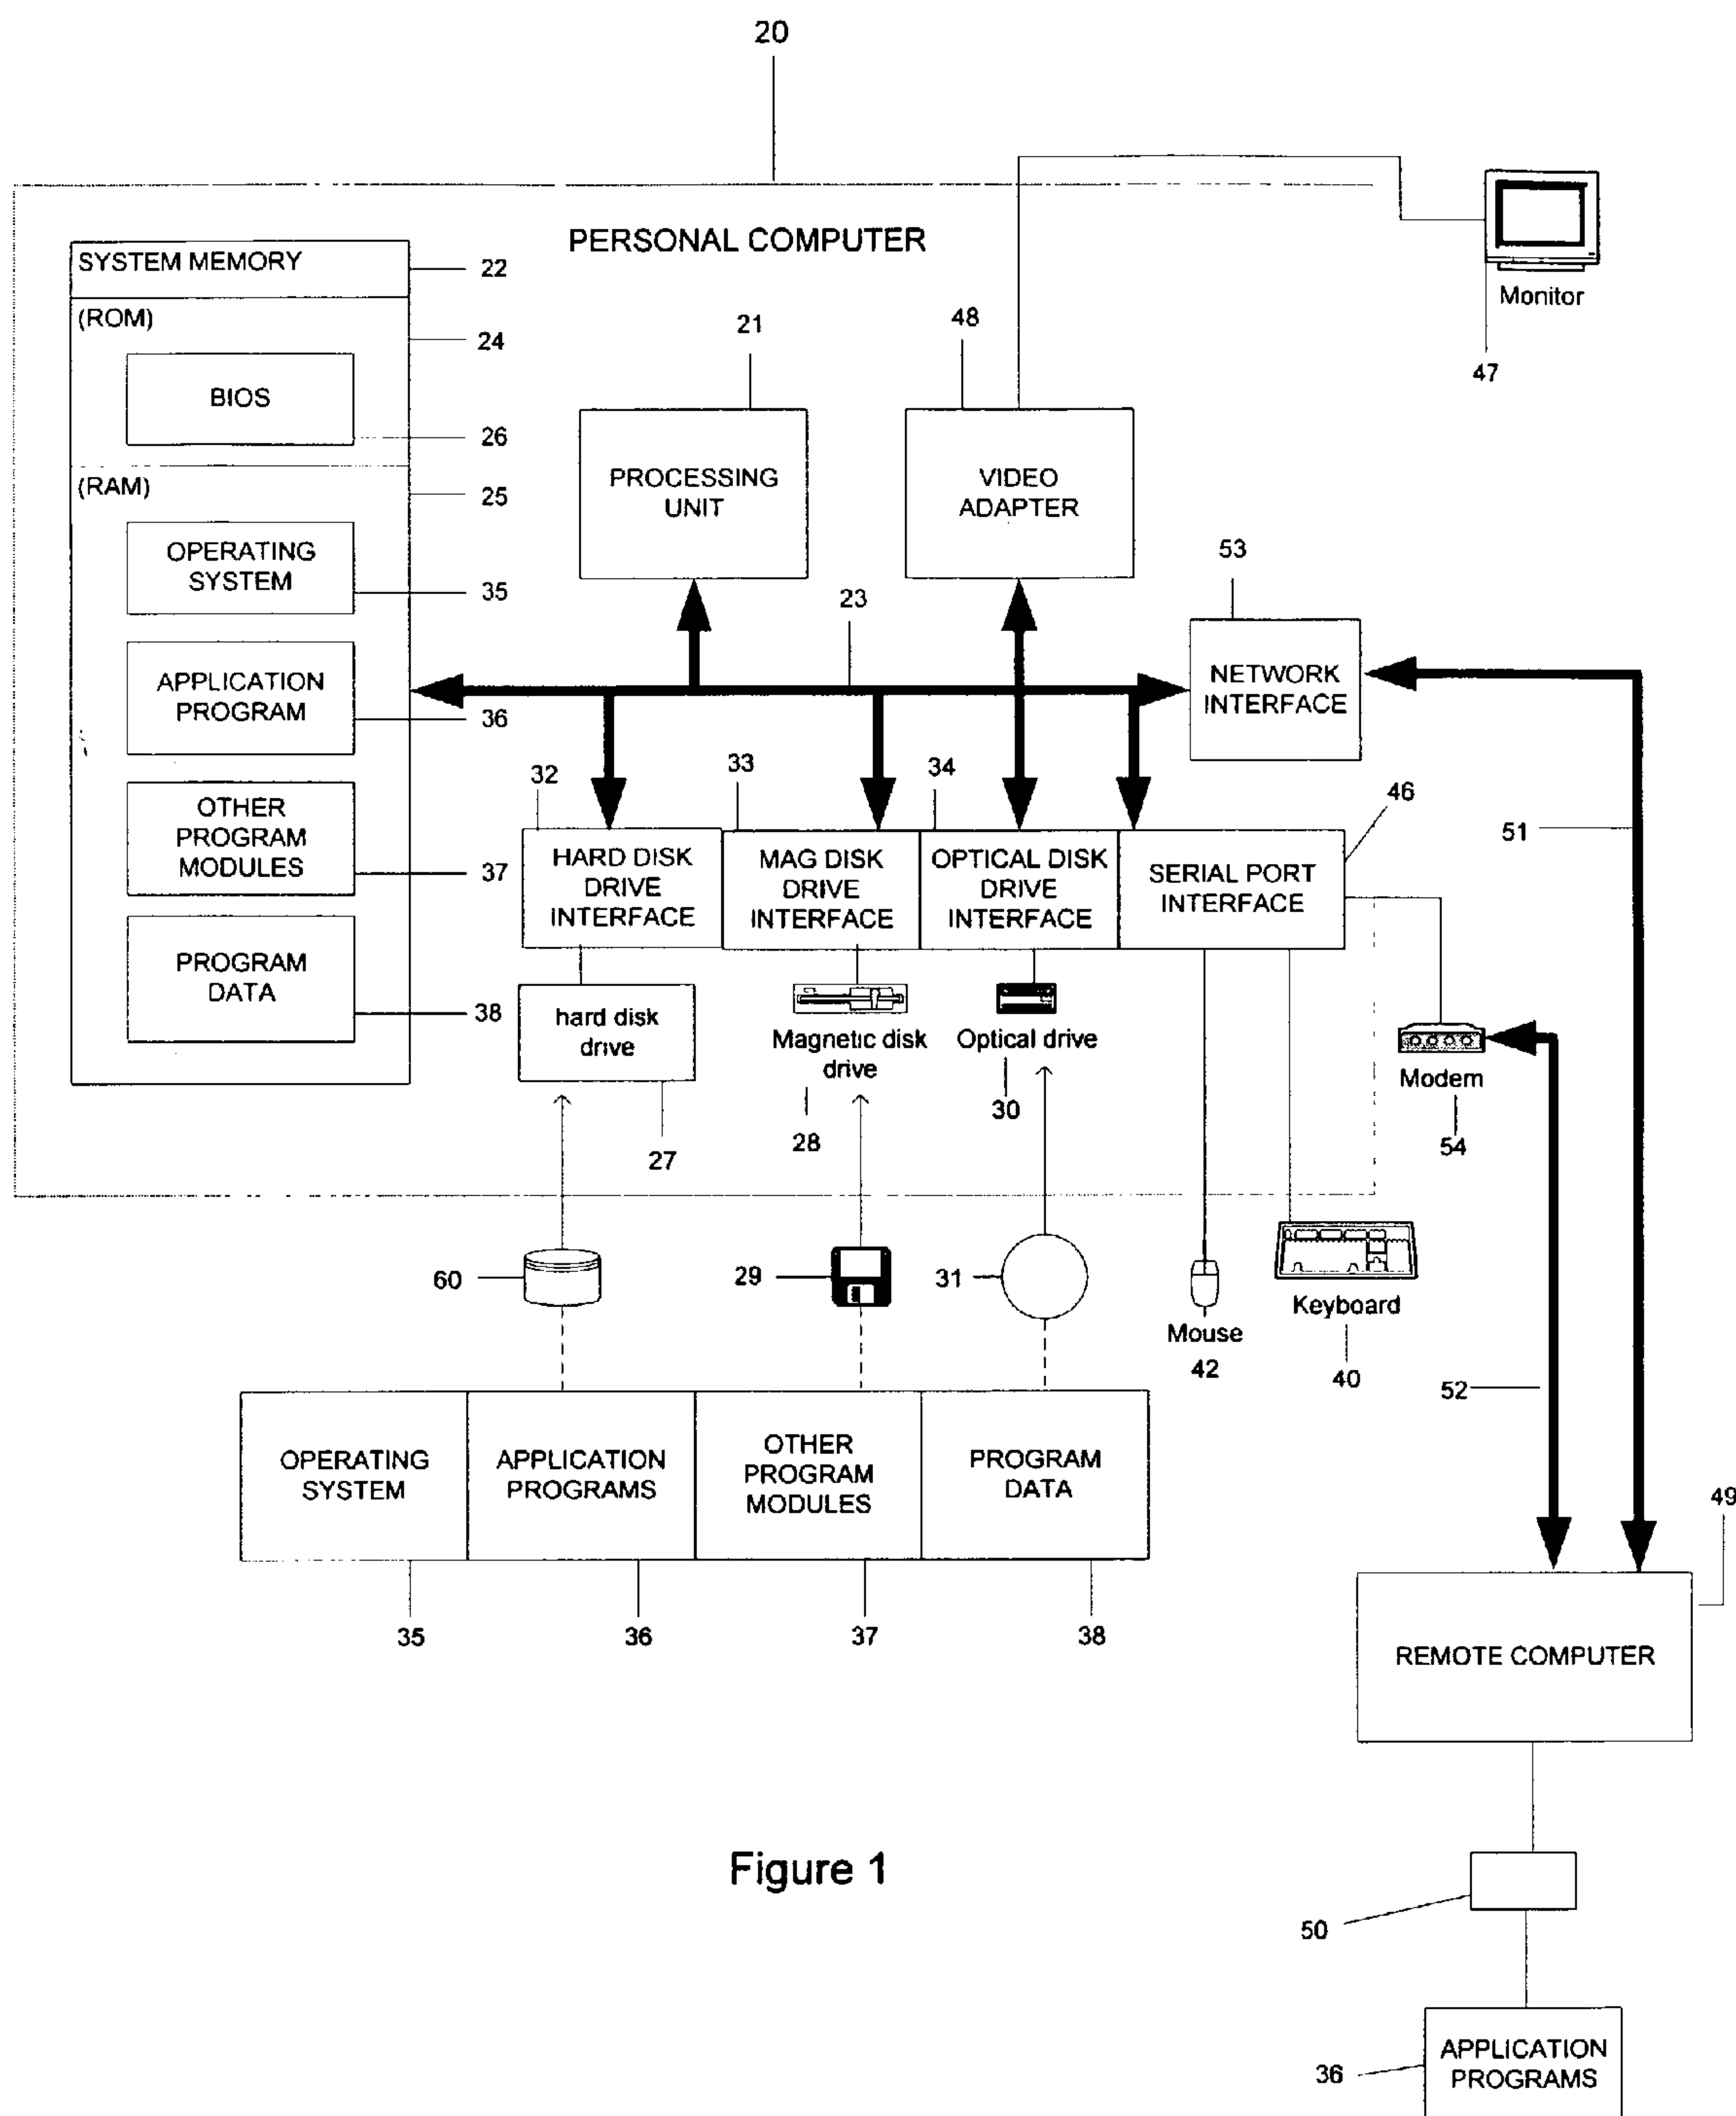 20
PERSONAL COMPUTER
SYSTEM MEMORY
22
(ROM)
24
BIOS
26
(RAM)
25
OPERATING
SYSTEM
35
APPLICATION
PROGRAM
36
OTHER
PROGRAM
MODULES
37
PROGRAM
DATA
38
21
PROCESSING
UNIT
48
VIDEO
ADAPTER
Monitor
47
23
53
NETWORK
INTERFACE
32
HARD DISK
DRIVE
INTERFACE
33
MAG DISK
DRIVE
INTERFACE
34
OPTICAL DISK
DRIVE
INTERFACE
46
SERIAL PORT
INTERFACE
51
hard disk
drive
27
Magnetic disk
drive
28
Optical drive
30
Modem
54
60
29
31
Mouse
42
Keyboard
40
52
OPERATING
SYSTEM
APPLICATION
PROGRAMS
OTHER
PROGRAM
MODULES
PROGRAM
DATA
35
36
37
38
49
REMOTE COMPUTER
Figure 1
50
36
APPLICATION
PROGRAMS